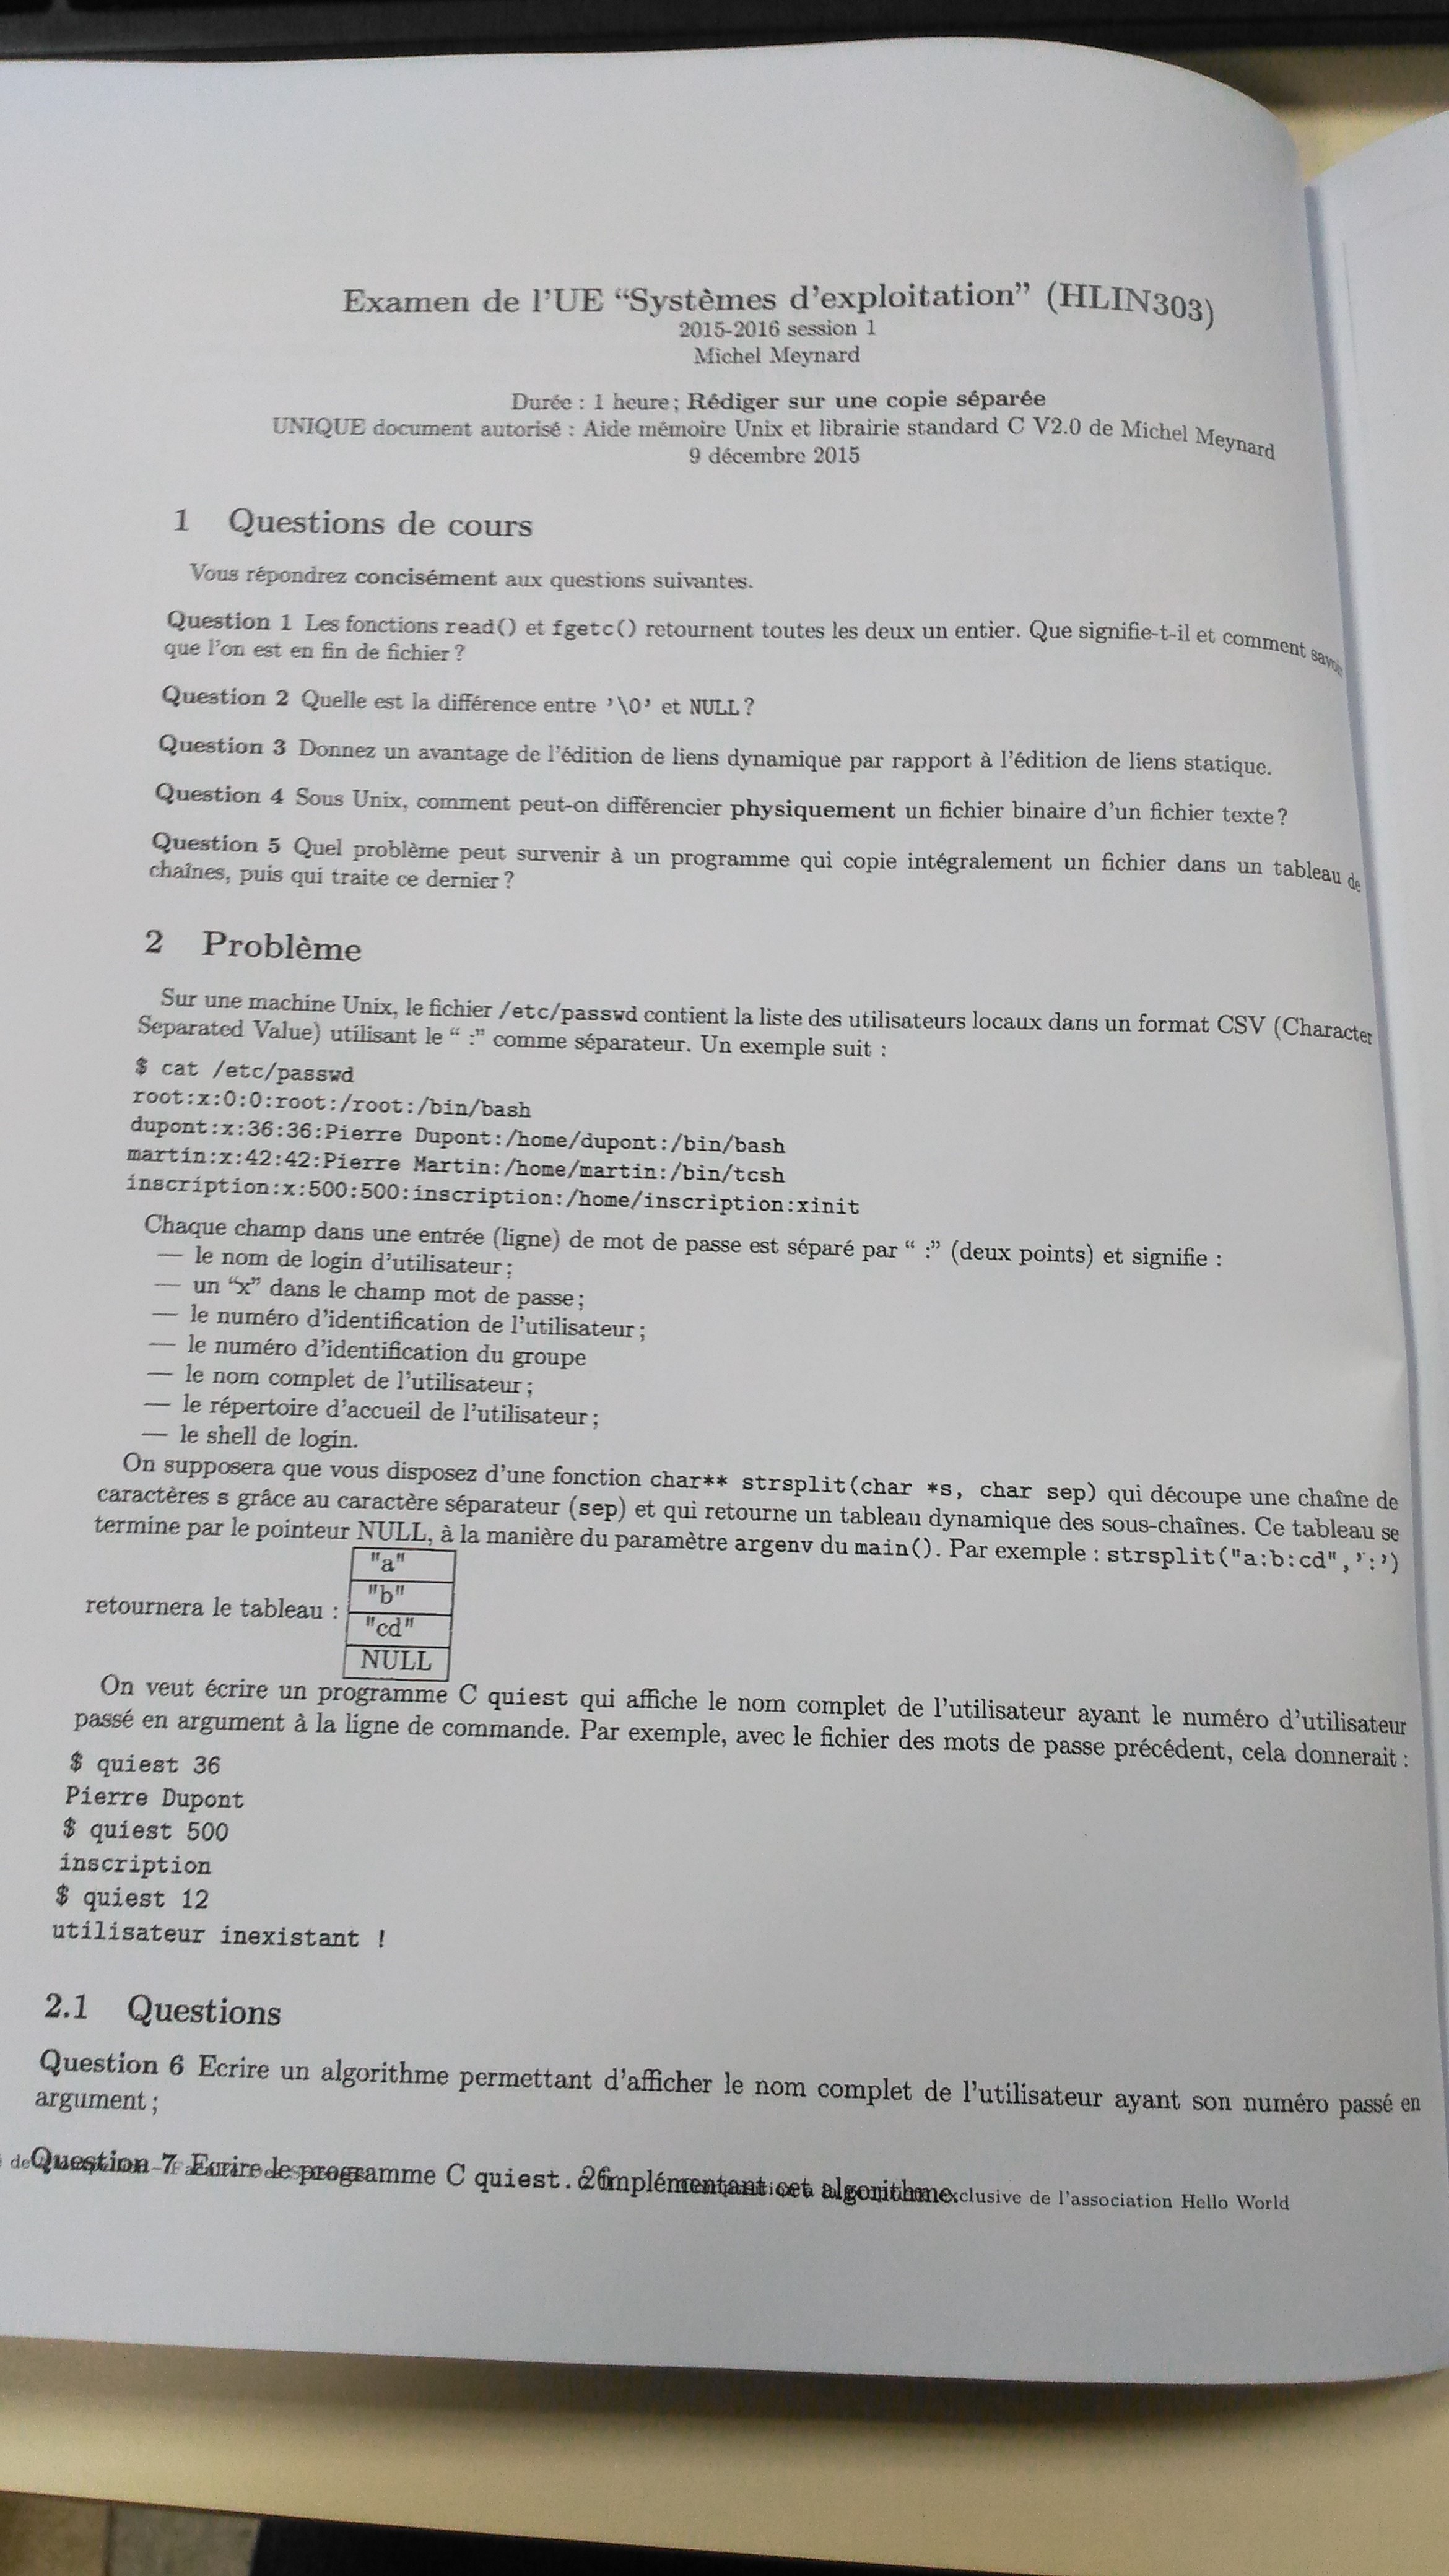 Examen de l'UE “Systèmes d'exploitation” (HLIN303)
2015-2016 session 1
Michel Meynard
Durée : 1 heure; Rédiger sur une copie séparée
UNIQUE document autorisé : Aide mémoire Unix et librairie standard C V2.0 de Michel Meynard
9 décembre 2015
1 Questions de cours
Vous répondrez concisément aux questions suivantes.
Question 1 Les fonctions read() et fgetc() retournent toutes les deux un entier. Que signifie-t-il et comment savoir
que l'on est en fin de fichier ?
Question 2 Quelle est la différence entre '\0' et NULL ?
Question 3 Donnez un avantage de l'édition de liens dynamique par rapport à l'édition de liens statique.
Question 4 Sous Unix, comment peut-on différencier physiquement un fichier binaire d'un fichier texte ?
Question 5 Quel problème peut survenir à un programme qui copie intégralement un fichier dans un tableau de
chaînes, puis qui traite ce dernier ?
2 Problème
Sur une machine Unix, le fichier /etc/passwd contient la liste des utilisateurs locaux dans un format CSV (Character
Separated Value) utilisant le “ :” comme séparateur. Un exemple suit :
$ cat /etc/passwd
root:x:0:0:root:/root:/bin/bash
dupont:x:36:36:Pierre Dupont:/home/dupont:/bin/bash
martin:x:42:42:Pierre Martin:/home/martin:/bin/tcsh
inscription:x:500:500:inscription:/home/inscription:xinit
Chaque champ dans une entrée (ligne) de mot de passe est séparé par “ :” (deux points) et signifie :
— le nom de login d'utilisateur ;
— un “x” dans le champ mot de passe ;
— le numéro d'identification de l'utilisateur ;
— le numéro d'identification du groupe
— le nom complet de l'utilisateur ;
— le répertoire d'accueil de l'utilisateur ;
— le shell de login.
On supposera que vous disposez d'une fonction char** strsplit(char *s, char sep) qui découpe une chaîne de
caractères s grâce au caractère séparateur (sep) et qui retourne un tableau dynamique des sous-chaînes. Ce tableau se
termine par le pointeur NULL, à la manière du paramètre argenv du main(). Par exemple : strsplit("a:b:cd",':')
retournera le tableau :
"a"
"b"
"cd"
NULL
On veut écrire un programme C quiest qui affiche le nom complet de l'utilisateur ayant le numéro d'utilisateur
passé en argument à la ligne de commande. Par exemple, avec le fichier des mots de passe précédent, cela donnerait :
$ quiest 36
Pierre Dupont
$ quiest 500
inscription
$ quiest 12
utilisateur inexistant !
2.1 Questions
Question 6 Ecrire un algorithme permettant d'afficher le nom complet de l'utilisateur ayant son numéro passé en
argument ;
Question 7 Ecrire le programme C quiest.c implémentant cet algorithme.
de 26 exclusive de l'association Hello World